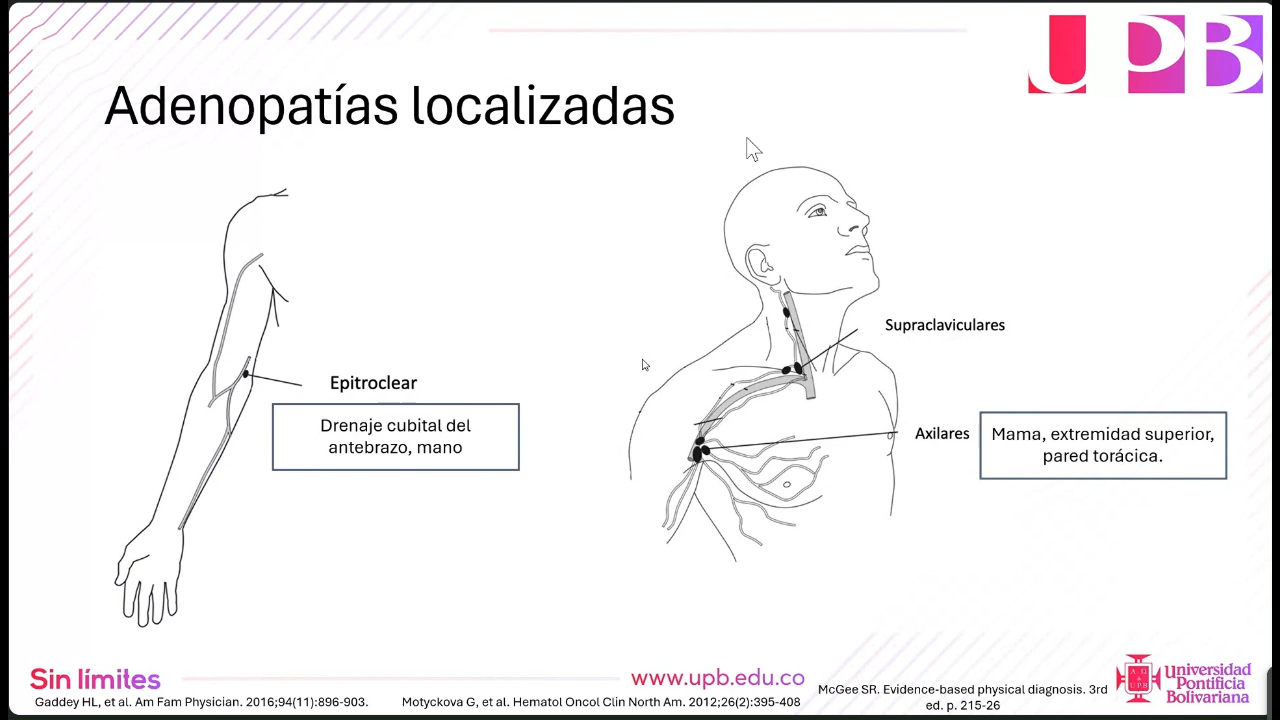 UPB
Adenopatías localizadas
Supraclaviculares
Epitroclear
Drenaje cubital del
antebrazo, mano
Axilares
Mama, extremidad superior,
pared torácica.
Sin límites
www.upb.edu.co
Gaddey HL, et al. Am Fam Physician. 2016;94(11):896-903.
Motyckova G, et al. Hematol Oncol Clin North Am. 2012;26(2):395-408
McGee SR. Evidence-based physical diagnosis. 3rd
ed. p. 215-26
Universidad
Pontificia
Bolivariana